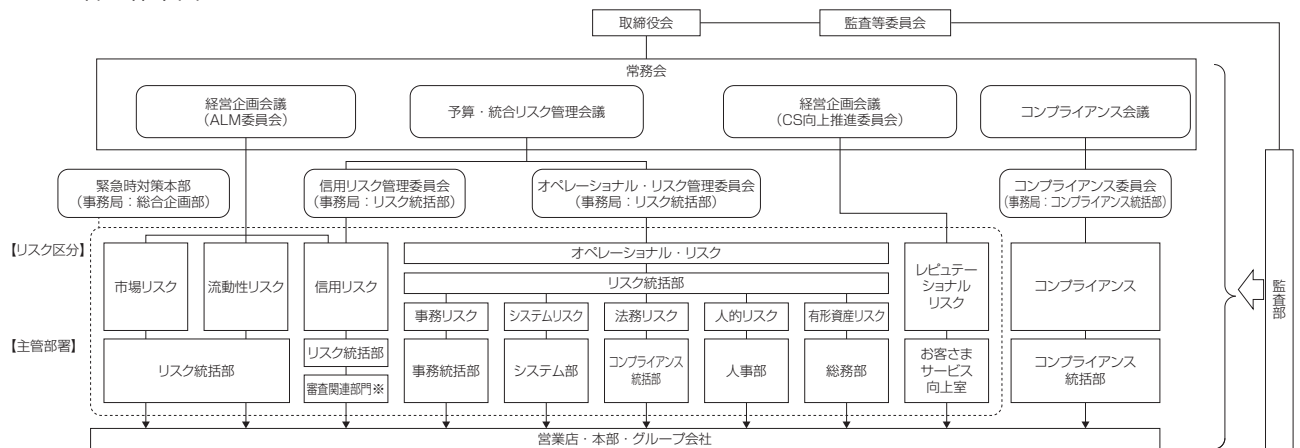 取締役会
監査等委員会
常務会
経営企画会議
（ALM委員会）
予算・統合リスク管理会議
経営企画会議
（CS向上推進委員会）
コンプライアンス会議
緊急時対策本部
（事務局：総合企画部）
信用リスク管理委員会
（事務局：リスク統括部）
オペレーショナル・リスク管理委員会
（事務局：リスク統括部）
コンプライアンス委員会
（事務局：コンプライアンス統括部）
【リスク区分】
市場リスク
流動性リスク
信用リスク
オペレーショナル・リスク
リスク統括部
事務リスク
システムリスク
法務リスク
人的リスク
有形資産リスク
レピュテー
ショナル
リスク
コンプライアンス
監査部
【主管部署】
リスク統括部
リスク統括部
審査関連部門※
事務統括部
システム部
コンプライアンス
統括部
人事部
総務部
お客さま
サービス
向上室
コンプライアンス
統括部
営業店・本部・グループ会社